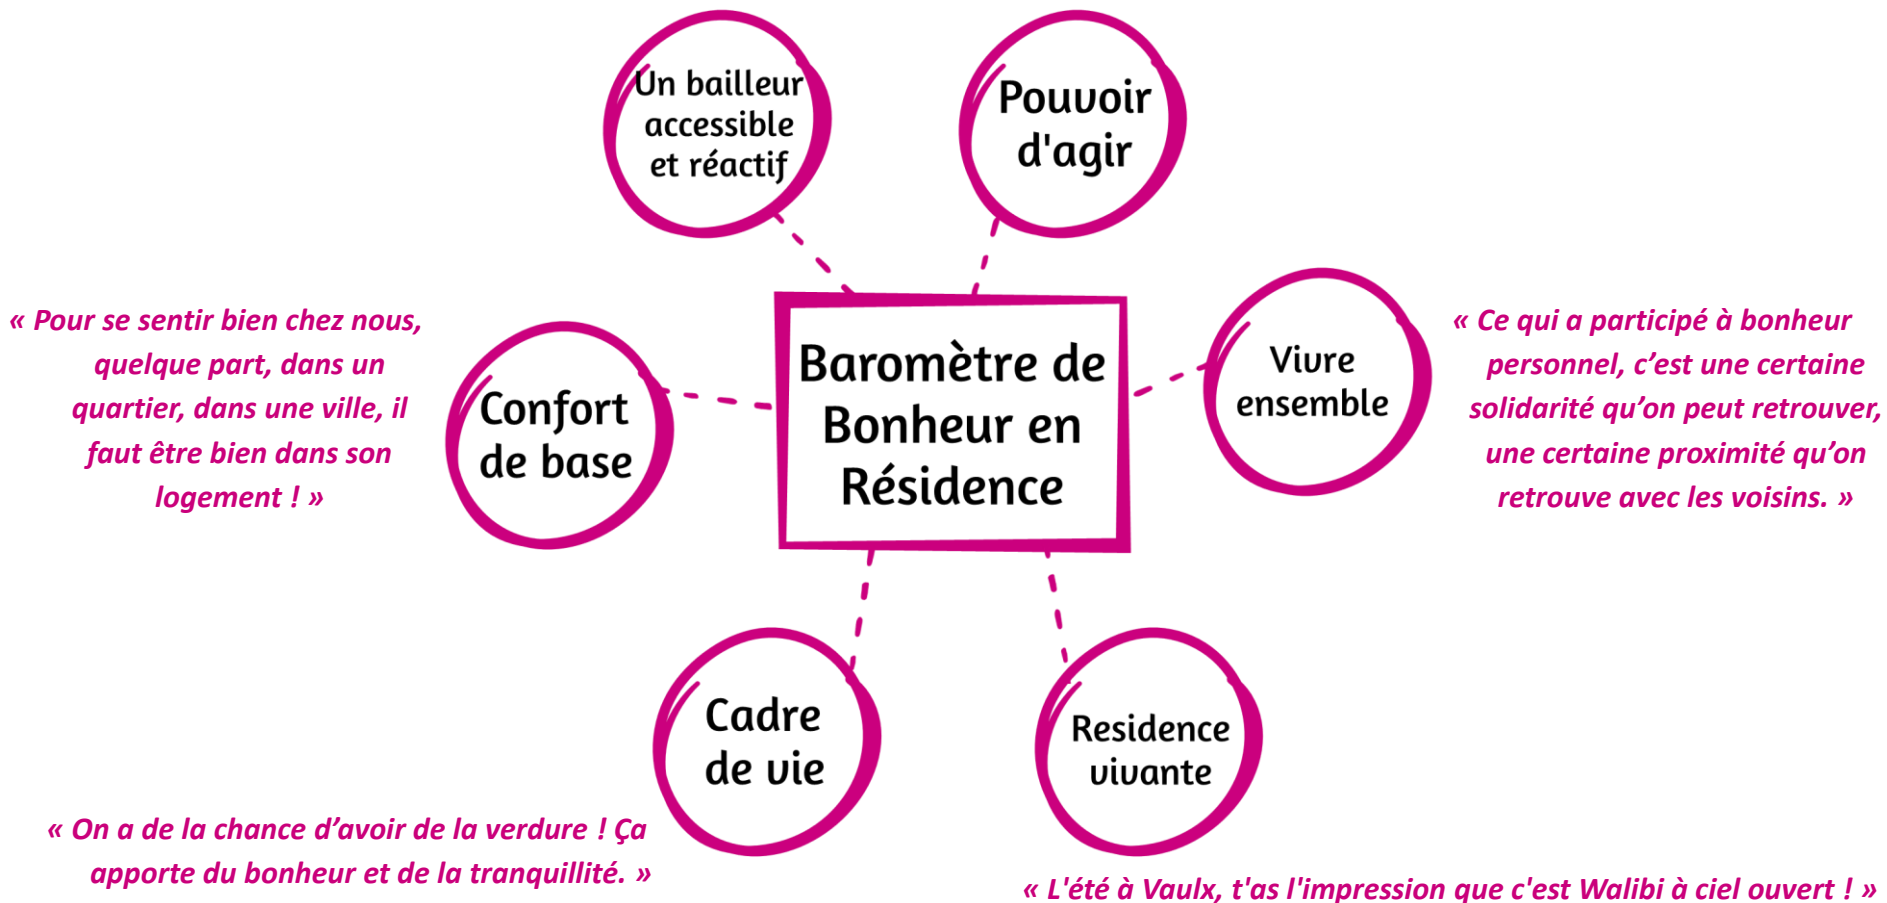 Un bailleur
accessible
et réactif
Pouvoir
d'agir
« Pour se sentir bien chez nous,
quelque part, dans un
quartier, dans une ville, il
faut être bien dans son
logement ! »
Confort
de base
Baromètre de
Bonheur en
Résidence
Vivre
ensemble
« Ce qui a participé à bonheur
personnel, c’est une certaine
solidarité qu’on peut retrouver,
une certaine proximité qu’on
retrouve avec les voisins. »
Cadre
de vie
Residence
vivante
« On a de la chance d’avoir de la verdure ! Ça
apporte du bonheur et de la tranquillité. »
« L'été à Vaulx, t'as l'impression que c'est Walibi à ciel ouvert ! »